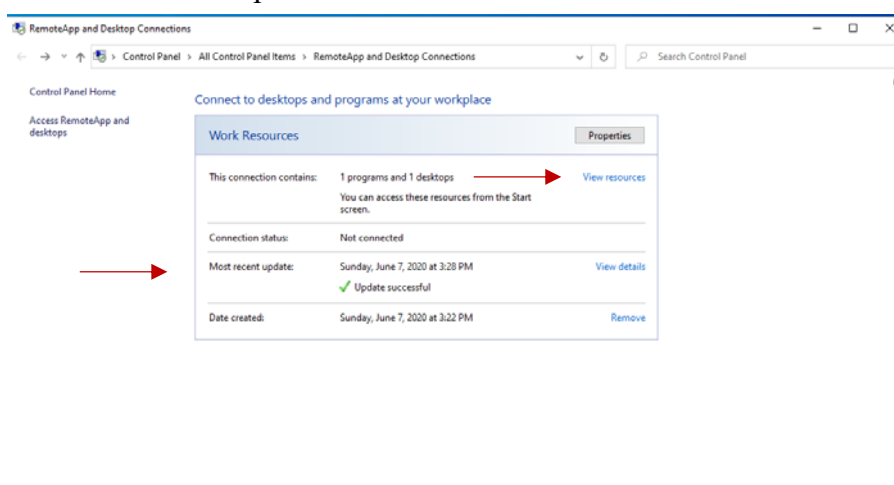 RemoteApp and Desktop Connections
Control Panel > All Control Panel Items > RemoteApp and Desktop Connections
Search Control Panel
Control Panel Home
Access RemoteApp and
desktops
Connect to desktops and programs at your workplace
Work Resources
Properties
This connection contains:
1 programs and 1 desktops
View resources
You can access these resources from the Start
screen.
Connection status:
Not connected
Most recent update:
Sunday, June 7, 2020 at 3:28 PM
View details
Update successful
Date created:
Sunday, June 7, 2020 at 3:22 PM
Remove